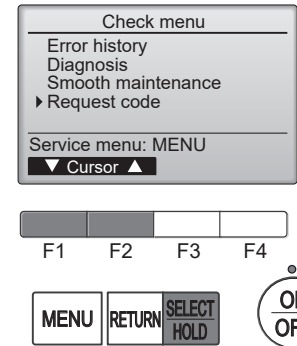 Check menu
Error history
Diagnosis
Smooth maintenance
Request code
Service menu: MENU
▼ Cursor ▲
F1 F2 F3 F4
MENU RETURN SELECT
HOLD